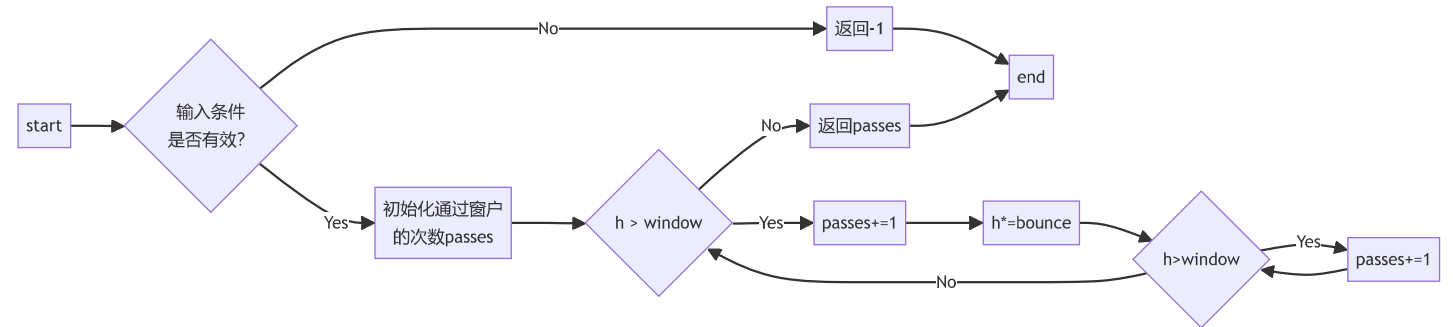 start
输入条件
是否有效?
No
返回-1
end
Yes
初始化通过窗户
的次数passes
h > window
No
返回passes
Yes
passes+=1
h*=bounce
h>window
Yes
passes+=1
No